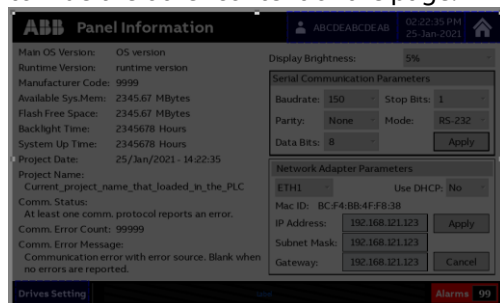 ABB Panel Information
ABCDEABCDEAB
02:22:35 PM
25-Jan-2021
Main OS Version: OS version
Runtime Version: runtime version
Manufacturer Code: 9999
Available Sys.Mem: 2345.67 MBytes
Flash Free Space: 2345.67 MBytes
Backlight Time: 2345678 Hours
System Up Time: 2345678 Hours
Project Date: 25/Jan/2021 - 14:22:35
Project Name:
Current_project_name_that_loaded_in_the_PLC
Comm. Status:
At least one comm. protocol reports an error.
Comm. Error Count: 99999
Comm. Error Message:
Communication error with error source. Blank when
no errors are reported.
Display Brightness: 5%
Serial Communication Parameters
Baudrate: 150 Stop Bits: 1
Parity: None Mode: RS-232
Data Bits: 8 Apply
Network Adapter Parameters
ETH1 Use DHCP: No
Mac ID: BC:F4:BB:4F:F8:38
IP Address: 192.168.121.123 Apply
Subnet Mask: 192.168.121.123
Gateway: 192.168.121.123 Cancel
Drives Setting
Alarms 99